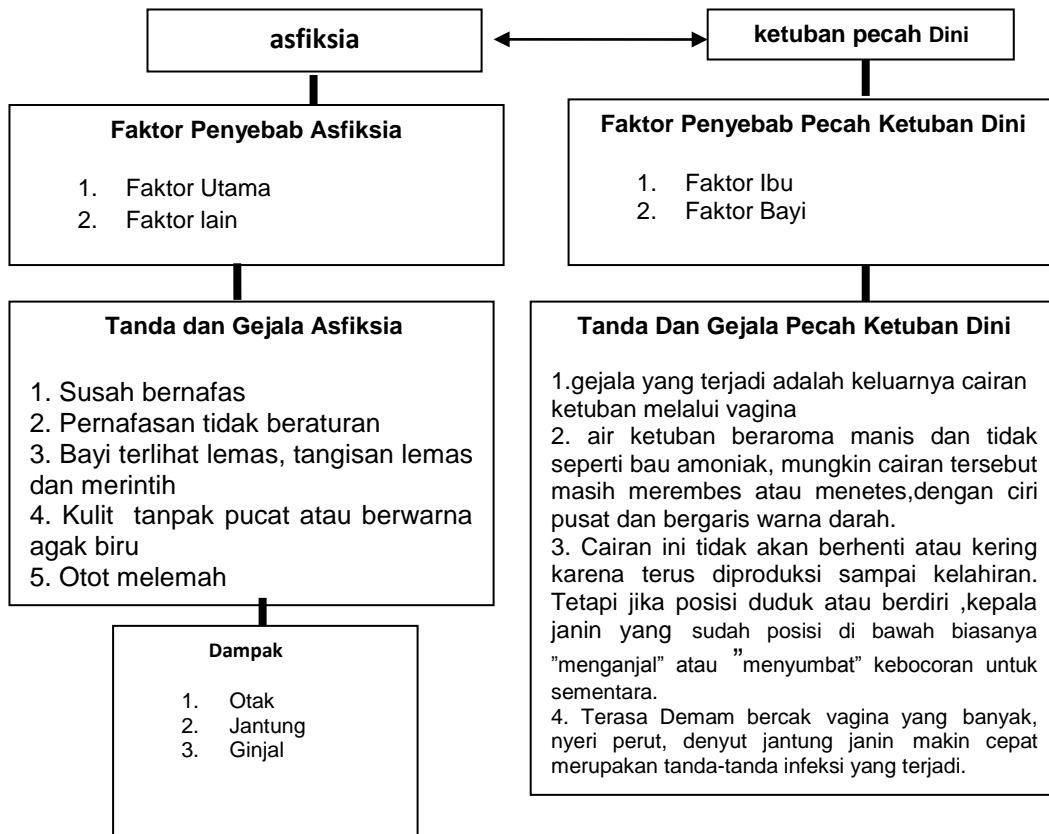 asfiksia
ketuban pecah Dini
Faktor Penyebab Asfiksia
1. Faktor Utama
2. Faktor lain
Faktor Penyebab Pecah Ketuban Dini
1. Faktor Ibu
2. Faktor Bayi
Tanda dan Gejala Asfiksia
1. Susah bernafas
2. Pernafasan tidak beraturan
3. Bayi terlihat lemas, tangisan lemas
dan merintih
4. Kulit tanpak pucat atau berwarna
agak biru
5. Otot melemah
Tanda Dan Gejala Pecah Ketuban Dini
1.gejala yang terjadi adalah keluarnya cairan
ketuban melalui vagina
2. air ketuban beraroma manis dan tidak
seperti bau amoniak, mungkin cairan tersebut
masih merembes atau menetes,dengan ciri
pusat dan bergaris warna darah.
3. Cairan ini tidak akan berhenti atau kering
karena terus diproduksi sampai kelahiran.
Tetapi jika posisi duduk atau berdiri ,kepala
janin yang sudah posisi di bawah biasanya
”menganjal” atau ”menyumbat” kebocoran untuk
sementara.
4. Terasa Demam bercak vagina yang banyak,
nyeri perut, denyut jantung janin makin cepat
merupakan tanda-tanda infeksi yang terjadi.
Dampak
1. Otak
2. Jantung
3. Ginjal